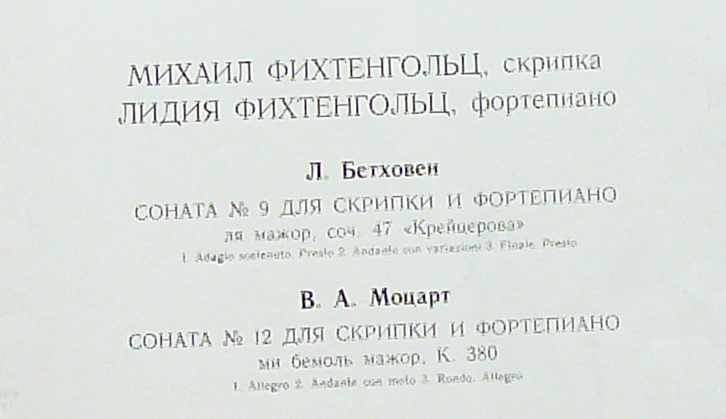 МИХАИЛ ФИХТЕНГОЛЬЦ, скрипка
ЛИДИЯ ФИХТЕНГОЛЬЦ, фортепиано
Л. Бетховен
СОНАТА № 9 ДЛЯ СКРИПКИ И ФОРТЕПИАНО
ля мажор, соч. 47 «Крейцерова»
1. Adagio sostenuto. Presto 2. Andante con variazioni 3. Finale. Presto
В. А. Моцарт
СОНАТА № 12 ДЛЯ СКРИПКИ И ФОРТЕПИАНО
ми бемоль мажор, К. 380
1. Allegro 2. Andante con moto 3. Rondo. Allegro